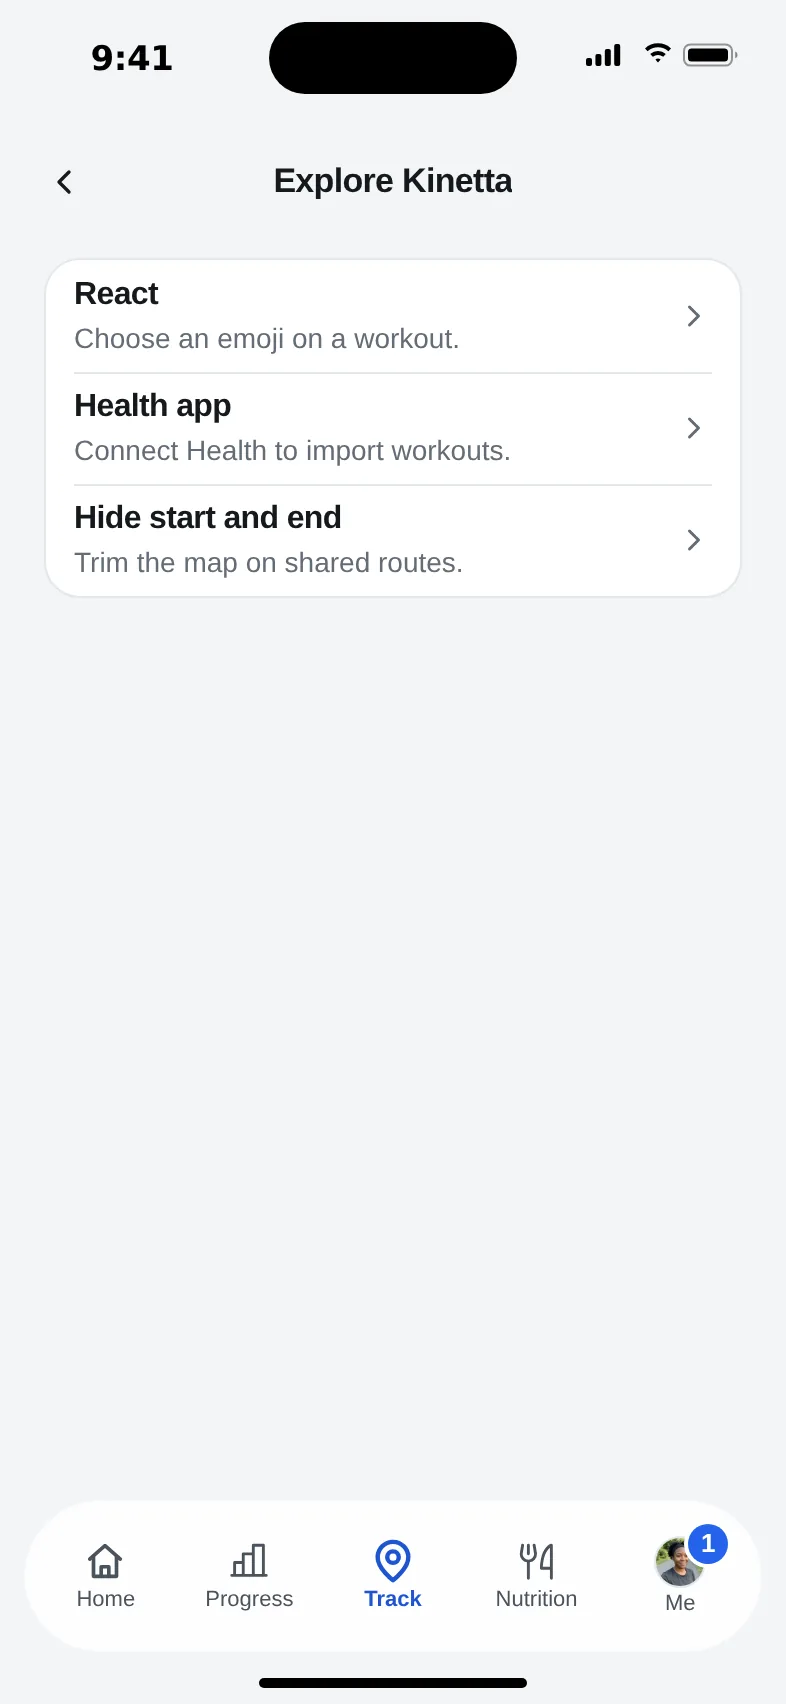 9:41
Explore Kinetta
React
Choose an emoji on a workout.
Health app
Connect Health to import workouts.
Hide start and end
Trim the map on shared routes.
Home
Progress
Track
Nutrition
1
Me